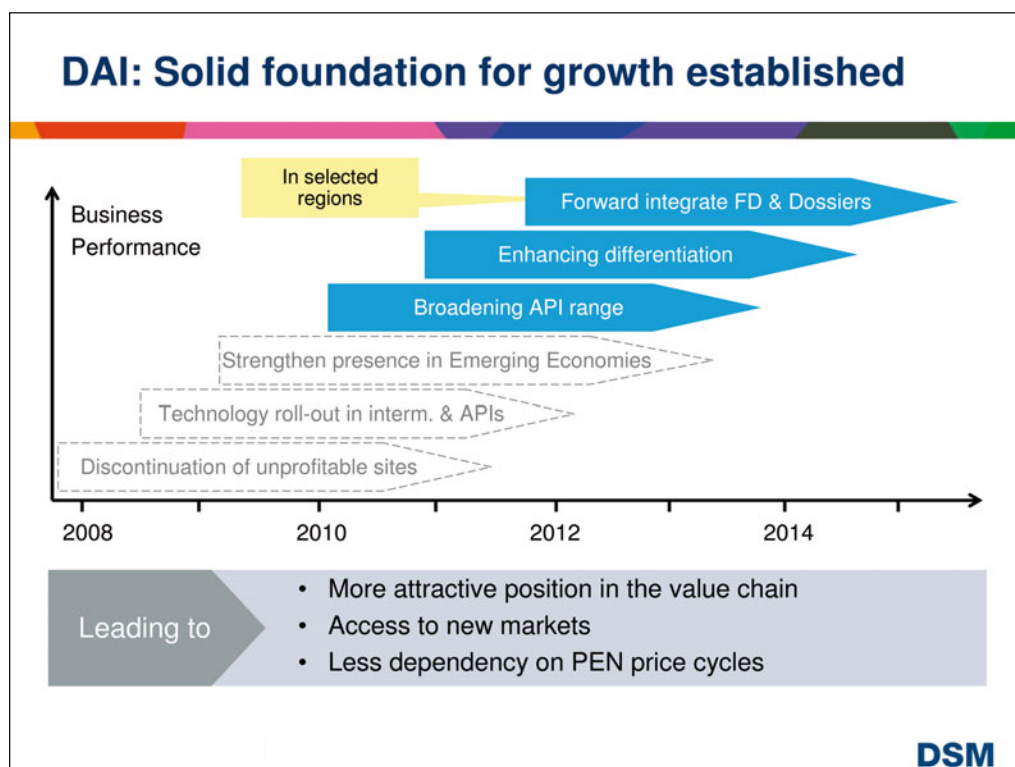 DAI: Solid foundation for growth established
Business
Performance
In selected
regions
Forward integrate FD & Dossiers
Enhancing differentiation
Broadening API range
Strengthen presence in Emerging Economies
Technology roll-out in interm. & APIs
Discontinuation of unprofitable sites
2008 2010 2012 2014
Leading to
• More attractive position in the value chain
• Access to new markets
• Less dependency on PEN price cycles
DSM